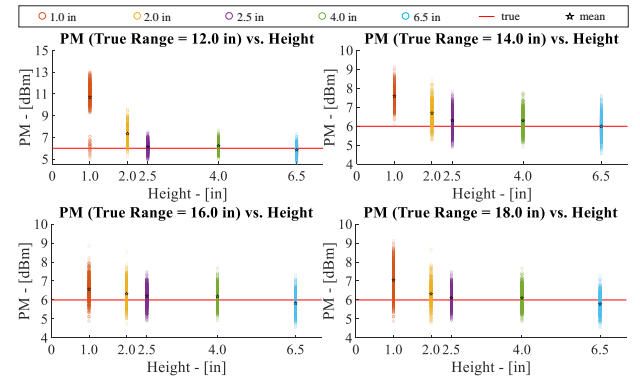 1.0 in 2.0 in 2.5 in 4.0 in 6.5 in true mean
PM (True Range = 12.0 in) vs. Height
PM - [dBm]
15
13
11
9
7
5
0 1.0 2.0 2.5 4.0 6.5
Height - [in]
PM (True Range = 14.0 in) vs. Height
PM - [dBm]
10
9
8
7
6
5
4
0 1.0 2.0 2.5 4.0 6.5
Height - [in]
PM (True Range = 16.0 in) vs. Height
PM - [dBm]
10
9
8
7
6
5
4
0 1.0 2.0 2.5 4.0 6.5
Height - [in]
PM (True Range = 18.0 in) vs. Height
PM - [dBm]
10
9
8
7
6
5
4
0 1.0 2.0 2.5 4.0 6.5
Height - [in]